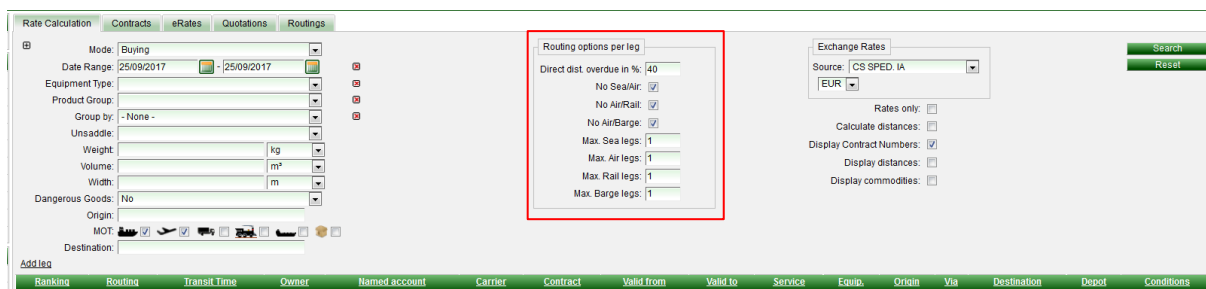 Rate Calculation Contracts eRates Quotations Routings
Mode: Buying
Date Range: 25/09/2017 - 25/09/2017
Equipment Type:
Product Group:
Group by: - None -
Unsaddle:
Weight: kg
Volume: m³
Width: m
Dangerous Goods: No
Origin:
MOT:
Destination:
Add leg
Routing options per leg
Direct dist. overdue in %: 40
No Sea/Air:
No Air/Rail:
No Air/Barge:
Max. Sea legs: 1
Max. Air legs: 1
Max. Rail legs: 1
Max. Barge legs: 1
Exchange Rates
Source: CS SPED. IA
EUR
Rates only:
Calculate distances:
Display Contract Numbers:
Display distances:
Display commodities:
Search
Reset
Ranking Routing Transit Time Owner Named account Carrier Contract Valid from Valid to Service Equip. Origin Via Destination Depot Conditions